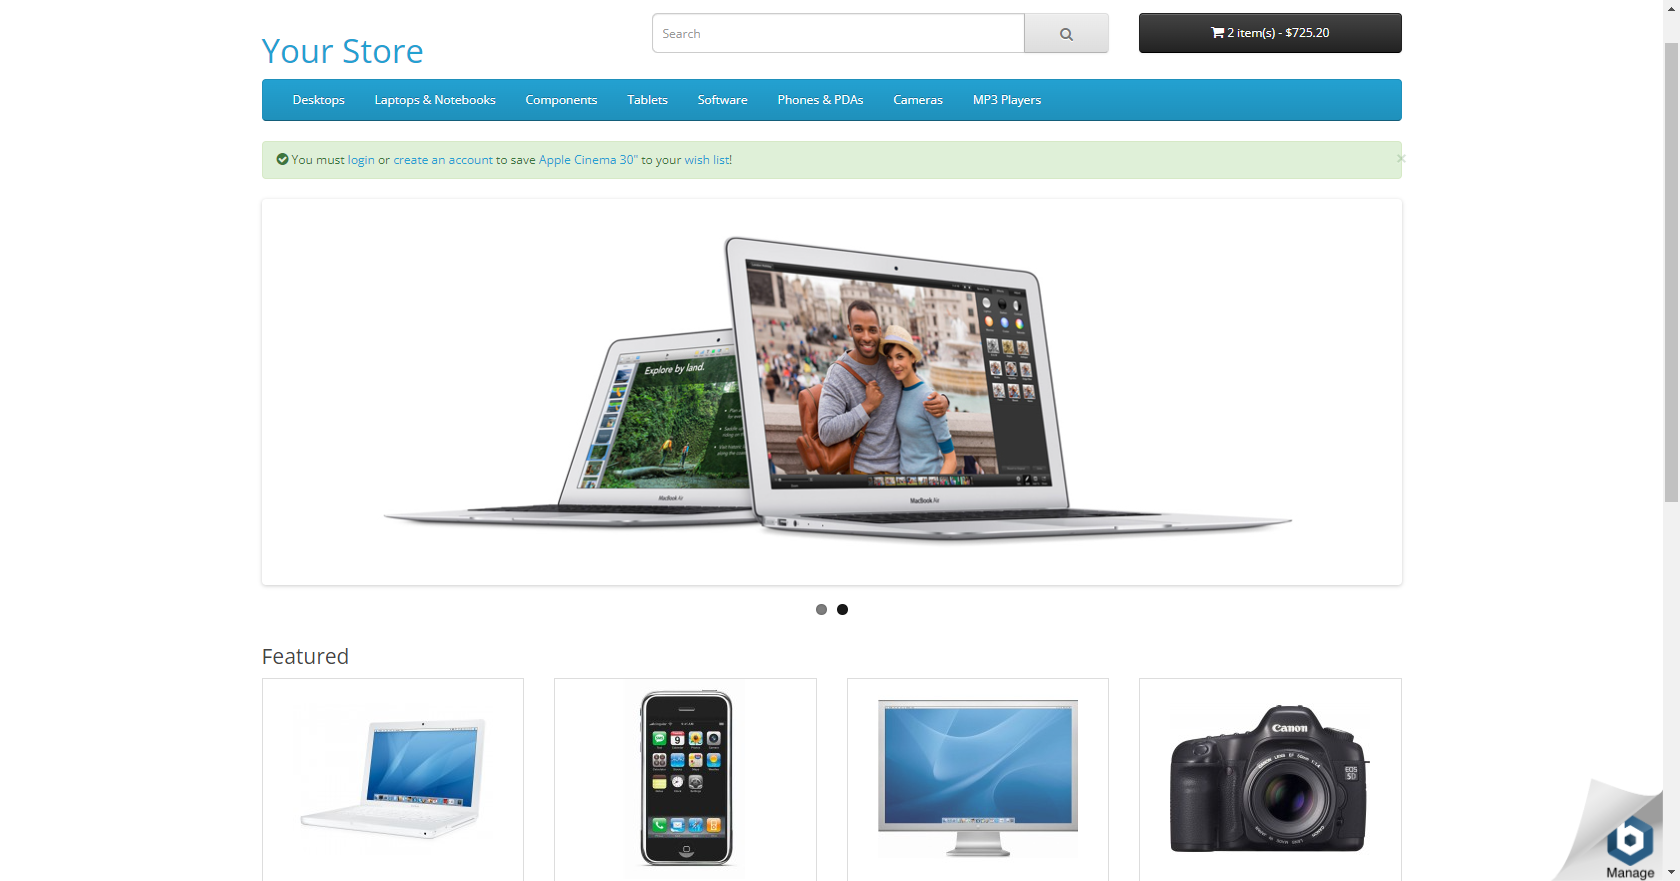 Search
2 item(s) - $725.20
Your Store
Desktops
Laptops & Notebooks
Components
Tablets
Software
Phones & PDAs
Cameras
MP3 Players
You must login or create an account to save Apple Cinema 30" to your wish list!
×
Explore by land.
MacBook Air
MacBook Air
Featured
Canon
EOS
5D
Manage